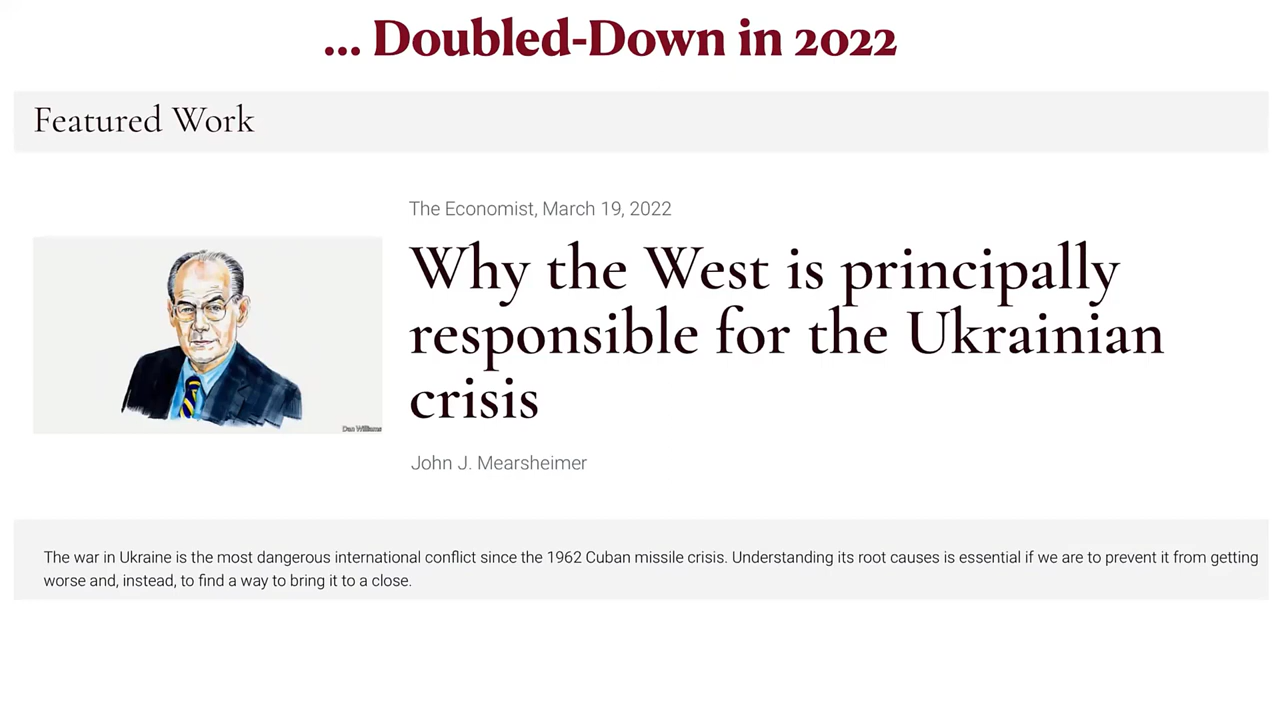 ... Doubled-Down in 2022
Featured Work
The Economist, March 19, 2022
Why the West is principally
responsible for the Ukrainian
crisis
Dan Williams
John J. Mearsheimer
The war in Ukraine is the most dangerous international conflict since the 1962 Cuban missile crisis. Understanding its root causes is essential if we are to prevent it from getting
worse and, instead, to find a way to bring it to a close.